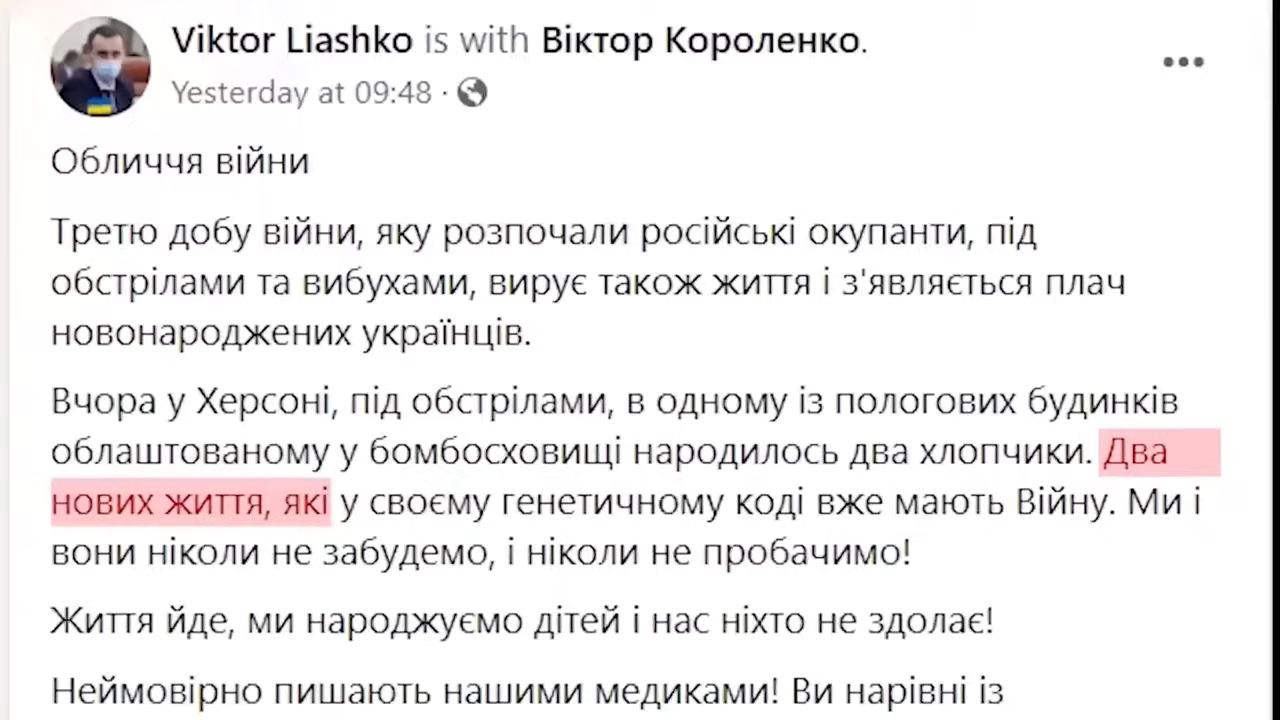 Viktor Liashko is with Віктор Короленко.
Yesterday at 09:48 ·
Обличчя війни
Третю добу війни, яку розпочали російські окупанти, під
обстрілами та вибухами, вирує також життя і з'являється плач
новонароджених українців.
Вчора у Херсоні, під обстрілами, в одному із пологових будинків
облаштованому у бомбосховищі народилось два хлопчики. Два
нових життя, які у своєму генетичному коді вже мають Війну. Ми і
вони ніколи не забудемо, і ніколи не пробачимо!
Життя йде, ми народжуємо дітей і нас ніхто не здолає!
Неймовірно пишають нашими медиками! Ви нарівні із